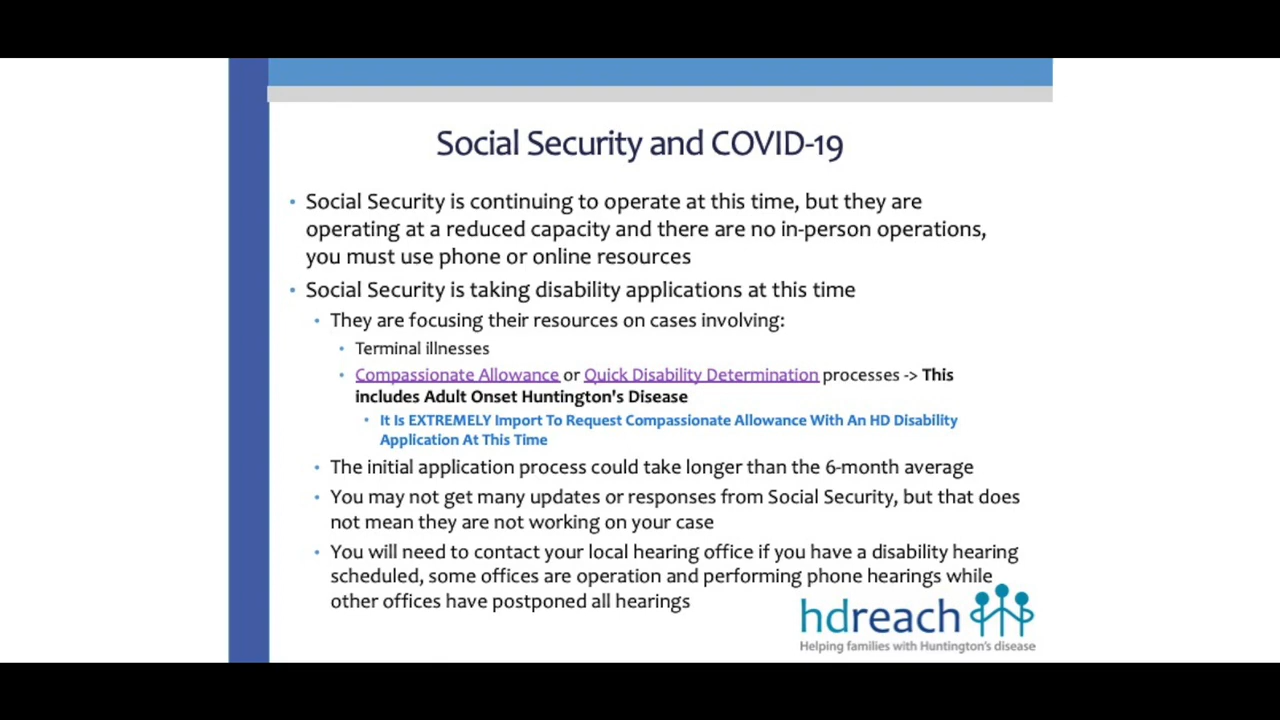 Social Security and COVID-19
• Social Security is continuing to operate at this time, but they are
operating at a reduced capacity and there are no in-person operations,
you must use phone or online resources
• Social Security is taking disability applications at this time
• They are focusing their resources on cases involving:
• Terminal illnesses
• Compassionate Allowance or Quick Disability Determination processes -> This
includes Adult Onset Huntington's Disease
• It Is EXTREMELY Import To Request Compassionate Allowance With An HD Disability
Application At This Time
• The initial application process could take longer than the 6-month average
• You may not get many updates or responses from Social Security, but that does
not mean they are not working on your case
• You will need to contact your local hearing office if you have a disability hearing
scheduled, some offices are operation and performing phone hearings while
other offices have postponed all hearings
hdreach
Helping families with Huntington's disease